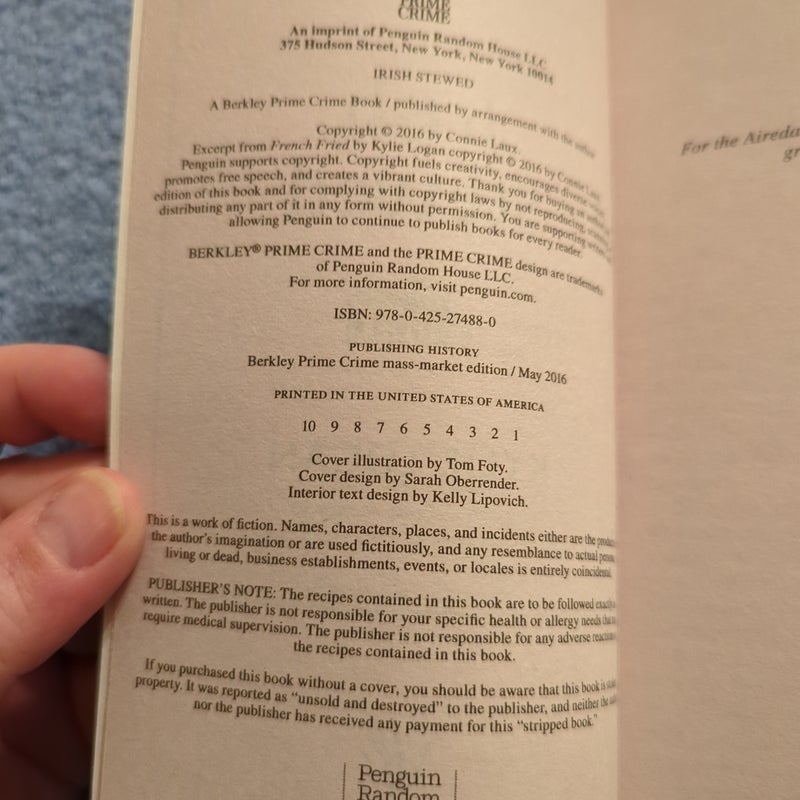 PRIME
CRIME
An imprint of Penguin Random House LLC
375 Hudson Street, New York, New York 10014
IRISH STEWED
A Berkley Prime Crime Book / published by arrangement with the author
Copyright © 2016 by Connie Laux.
Excerpt from French Fried by Kylie Logan copyright © 2016 by Connie Laux.
Penguin supports copyright. Copyright fuels creativity, encourages diverse
promotes free speech, and creates a vibrant culture. Thank you for buying an
edition of this book and for complying with copyright laws by not reproducing,
distributing any part of it in any form without permission. You are supporting
allowing Penguin to continue to publish books for every reader.
BERKLEY® PRIME CRIME and the PRIME CRIME design are trademarks
of Penguin Random House LLC.
For more information, visit penguin.com.
ISBN: 978-0-425-27488-0
PUBLISHING HISTORY
Berkley Prime Crime mass-market edition / May 2016
PRINTED IN THE UNITED STATES OF AMERICA
10 9 8 7 6 5 4 3 2 1
Cover illustration by Tom Foty.
Cover design by Sarah Oberrender.
Interior text design by Kelly Lipovich.
This is a work of fiction. Names, characters, places, and incidents either are the
the author's imagination or are used fictitiously, and any resemblance to actual
living or dead, business establishments, events, or locales is entirely coincidental.
PUBLISHER'S NOTE: The recipes contained in this book are to be followed exactly
written. The publisher is not responsible for your specific health or allergy needs
require medical supervision. The publisher is not responsible for any adverse
the recipes contained in this book.
If you purchased this book without a cover, you should be aware that this book is
property. It was reported as "unsold and destroyed" to the publisher, and neither the
nor the publisher has received any payment for this "stripped book."
Penguin
Random
For the Aireda
gr